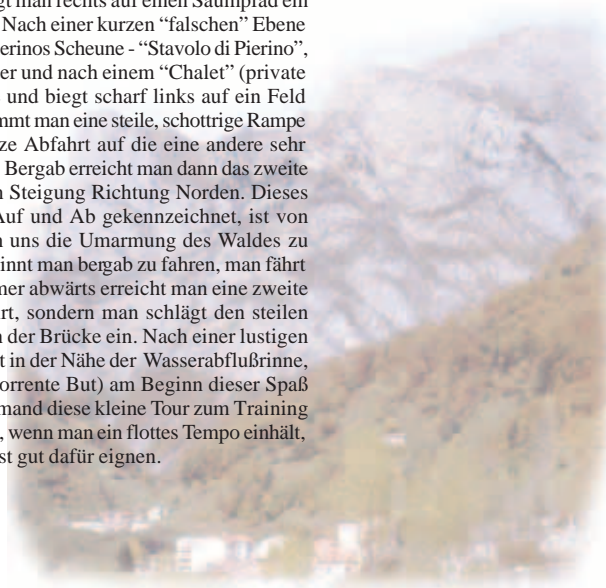 gt man rechts auf einen Saumpfad ein
Nach einer kurzen “falschen” Ebene
erinos Scheune - “Stavolo di Pierino”,
er und nach einem “Chalet” (private
und biegt scharf links auf ein Feld
mmt man eine steile, schottrige Rampe
ze Abfahrt auf die eine andere sehr
Bergab erreicht man dann das zweite
n Steigung Richtung Norden. Dieses
Auf und Ab gekennzeichnet, ist von
n uns die Umarmung des Waldes zu
innt man bergab zu fahren, man fährt
mer abwärts erreicht man eine zweite
rt, sondern man schlägt den steilen
n der Brücke ein. Nach einer lustigen
t in der Nähe der Wasserabflußrinne,
orrente But) am Beginn dieser Spaß
mand diese kleine Tour zum Training
, wenn man ein flottes Tempo einhält,
st gut dafür eignen.